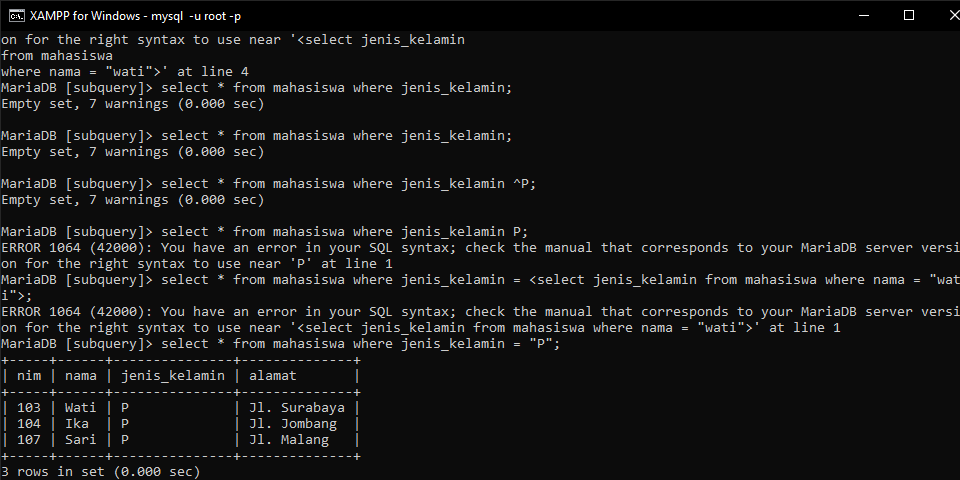 XAMPP for Windows - mysql -u root -p
on for the right syntax to use near '<select jenis_kelamin
from mahasiswa
where nama = "wati">' at line 4
MariaDB [subquery]> select * from mahasiswa where jenis_kelamin;
Empty set, 7 warnings (0.000 sec)
MariaDB [subquery]> select * from mahasiswa where jenis_kelamin;
Empty set, 7 warnings (0.000 sec)
MariaDB [subquery]> select * from mahasiswa where jenis_kelamin ^P;
Empty set, 7 warnings (0.000 sec)
MariaDB [subquery]> select * from mahasiswa where jenis_kelamin P;
ERROR 1064 (42000): You have an error in your SQL syntax; check the manual that corresponds to your MariaDB server versi
on for the right syntax to use near 'P' at line 1
MariaDB [subquery]> select * from mahasiswa where jenis_kelamin = <select jenis_kelamin from mahasiswa where nama = "wat
i">;
ERROR 1064 (42000): You have an error in your SQL syntax; check the manual that corresponds to your MariaDB server versi
on for the right syntax to use near '<select jenis_kelamin from mahasiswa where nama = "wati">' at line 1
MariaDB [subquery]> select * from mahasiswa where jenis_kelamin = "P";
+-----+------+---------------+--------------+
| nim | nama | jenis_kelamin | alamat       |
+-----+------+---------------+--------------+
| 103 | Wati | P             | Jl. Surabaya |
| 104 | Ika  | P             | Jl. Jombang  |
| 107 | Sari | P             | Jl. Malang   |
+-----+------+---------------+--------------+
3 rows in set (0.000 sec)